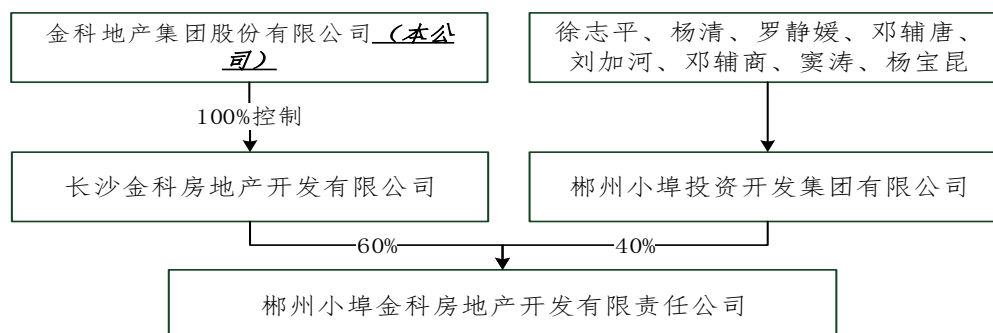 金科地产集团股份有限公司（本公
司）
徐志平、杨清、罗静媛、邓辅唐、
刘加河、邓辅商、窦涛、杨宝昆
100%控制
长沙金科房地产开发有限公司
郴州小埠投资开发集团有限公司
60%
40%
郴州小埠金科房地产开发有限责任公司